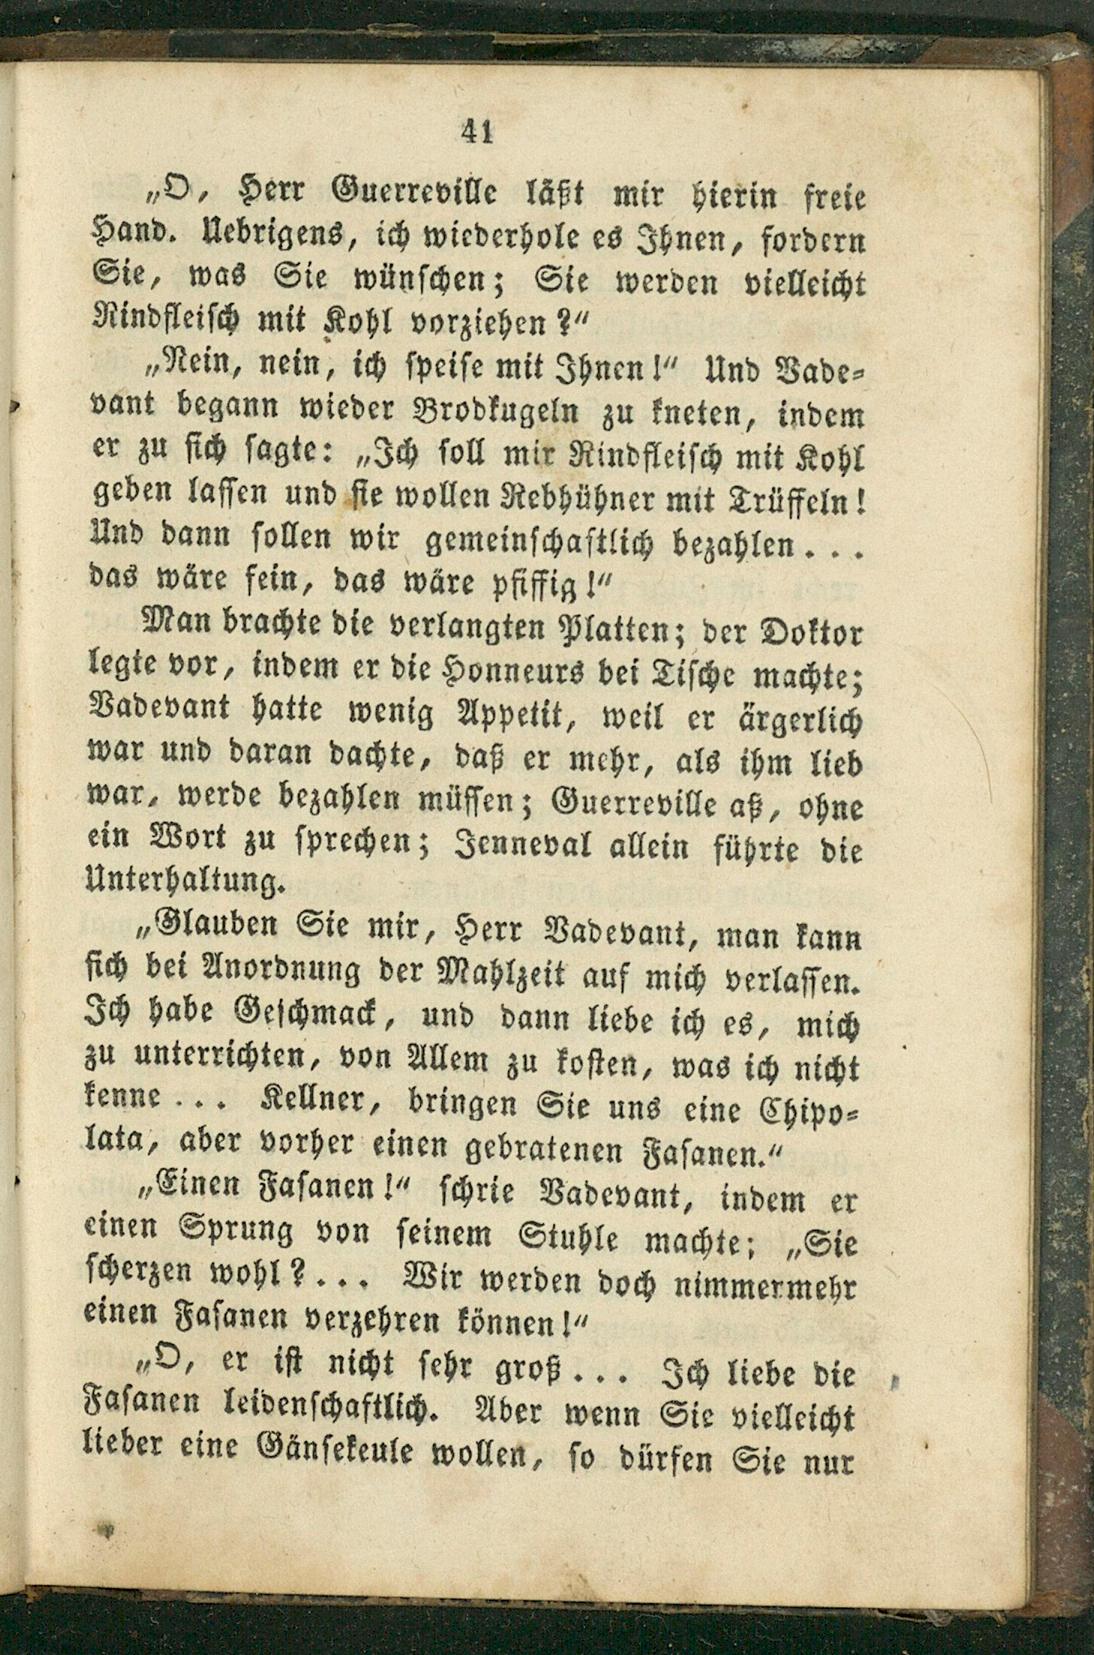 41
„O, Herr Guerreville läßt mir hierin freie
Hand. Uebrigens, ich wiederhole es Ihnen, fordern
Sie, was Sie wünschen; Sie werden vielleicht
Rindfleisch mit Kohl vorziehen?“
„Nein, nein, ich speise mit Ihnen!“ Und Vade-
vant begann wieder Brodkugeln zu kneten, indem
er zu sich sagte: „Ich soll mir Rindfleisch mit Kohl
geben lassen und sie wollen Rebhühner mit Trüffeln!
Und dann sollen wir gemeinschaftlich bezahlen...
das wäre fein, das wäre pfiffig!“
Man brachte die verlangten Platten; der Doktor
legte vor, indem er die Honneurs bei Tische machte;
Vadevant hatte wenig Appetit, weil er ärgerlich
war und daran dachte, daß er mehr, als ihm lieb
war, werde bezahlen müssen; Guerreville aß, ohne
ein Wort zu sprechen; Jenneval allein führte die
Unterhaltung.
„Glauben Sie mir, Herr Vadevant, man kann
sich bei Anordnung der Mahlzeit auf mich verlassen.
Ich habe Geschmack, und dann liebe ich es, mich
zu unterrichten, von Allem zu kosten, was ich nicht
kenne... Kellner, bringen Sie uns eine Chipo-
lata, aber vorher einen gebratenen Fasanen.“
„Einen Fasanen!“ schrie Vadevant, indem er
einen Sprung von seinem Stuhle machte; „Sie
scherzen wohl?... Wir werden doch nimmermehr
einen Fasanen verzehren können!“
„O, er ist nicht sehr groß... Ich liebe die
Fasanen leidenschaftlich. Aber wenn Sie vielleicht
lieber eine Gänsekeule wollen, so dürfen Sie nur